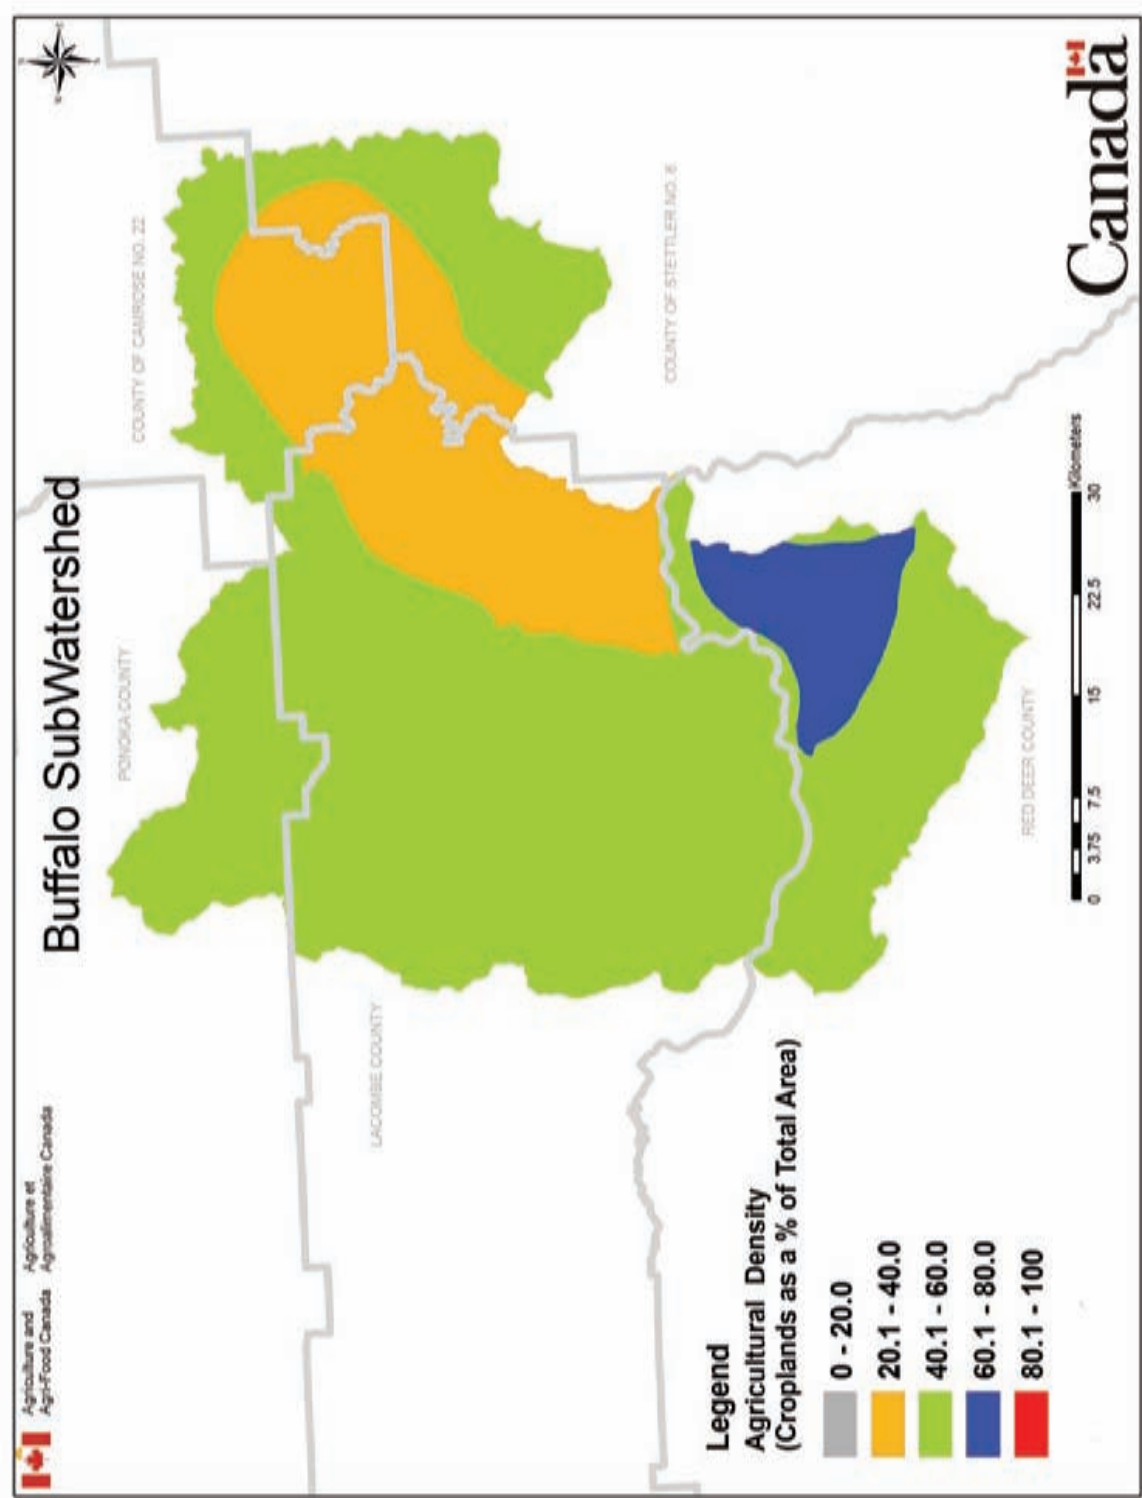 Agriculture and
Agri-Food Canada
Agriculture et
Agroalimentaire Canada
Buffalo SubWatershed
PONOKA COUNTY
COUNTY OF CAMROSE NO. 22
LACOMBE COUNTY
COUNTY OF STETTLER NO. 6
RED DEER COUNTY
Legend
Agricultural Density
(Croplands as a % of Total Area)
0 - 20.0
20.1 - 40.0
40.1 - 60.0
60.1 - 80.0
80.1 - 100
0 3.75 7.5 15 22.5 30
Kilometers
Canada